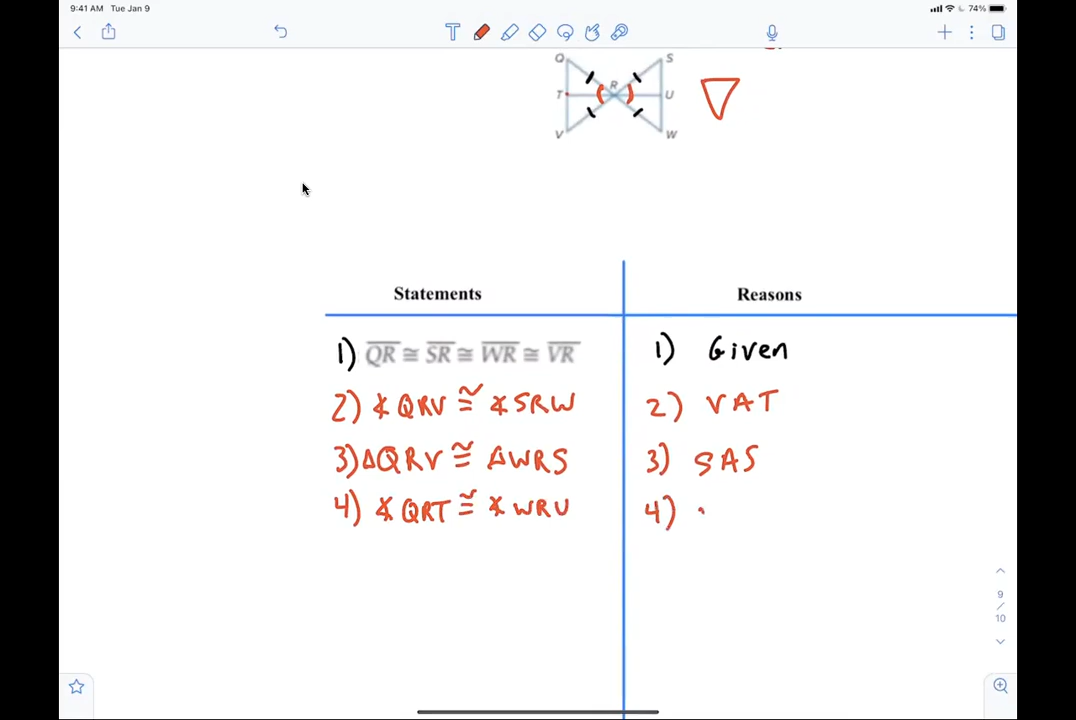 9:41 AM Tue Jan 9
74%
T
Q S
R
T U
V W
Statements Reasons
1) QR ≅ SR ≅ WR ≅ VR 1) Given
2) ∡ QRV ≅ ∡ SRW 2) VAT
3) ΔQRV ≅ ΔWRS 3) SAS
4) ∡ QRT ≅ ∡ WRU 4)
9
/
10